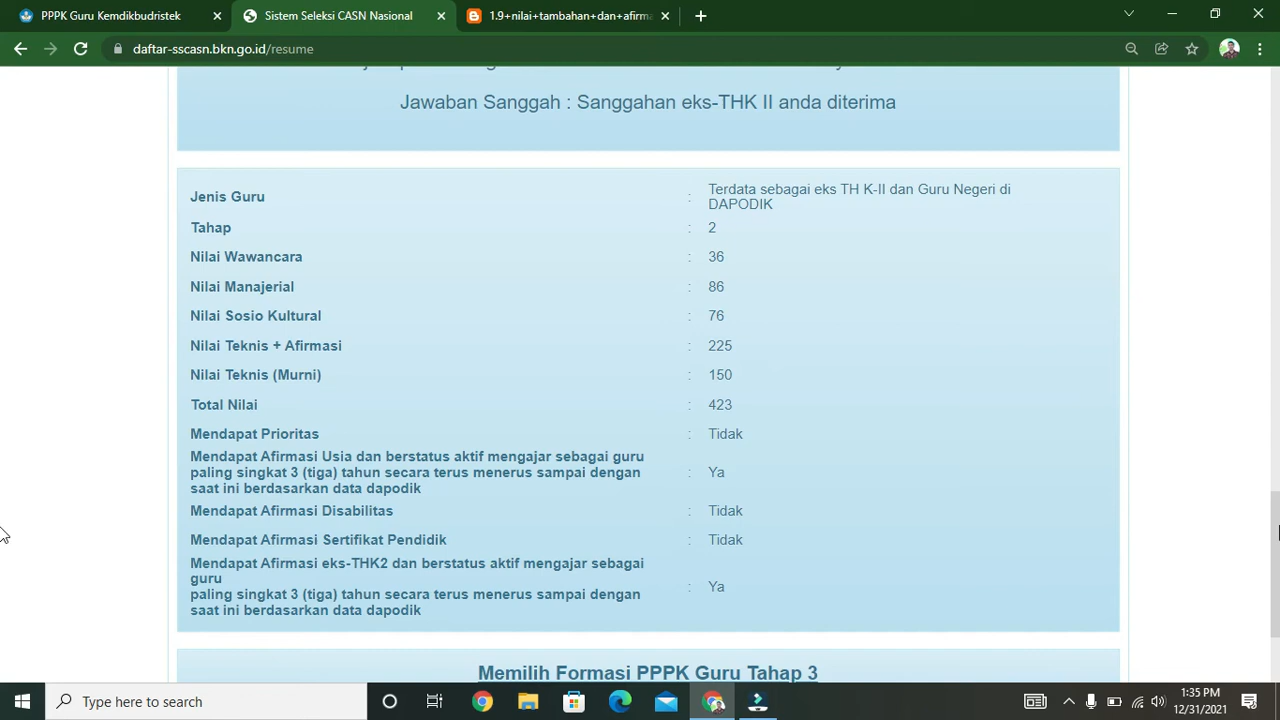 PPPK Guru Kemdikbudristek
Sistem Seleksi CASN Nasional
1.9+nilai+tambahan+dan+afirma
daftar-sscasn.bkn.go.id/resume
Jawaban Sanggah : Sanggahan eks-THK II anda diterima
Jenis Guru : Terdata sebagai eks TH K-II dan Guru Negeri di
DAPODIK
Tahap : 2
Nilai Wawancara : 36
Nilai Manajerial : 86
Nilai Sosio Kultural : 76
Nilai Teknis + Afirmasi : 225
Nilai Teknis (Murni) : 150
Total Nilai : 423
Mendapat Prioritas : Tidak
Mendapat Afirmasi Usia dan berstatus aktif mengajar sebagai guru
paling singkat 3 (tiga) tahun secara terus menerus sampai dengan : Ya
saat ini berdasarkan data dapodik
Mendapat Afirmasi Disabilitas : Tidak
Mendapat Afirmasi Sertifikat Pendidik : Tidak
Mendapat Afirmasi eks-THK2 dan berstatus aktif mengajar sebagai
guru : Ya
paling singkat 3 (tiga) tahun secara terus menerus sampai dengan
saat ini berdasarkan data dapodik
Memilih Formasi PPPK Guru Tahap 3
Type here to search
1:35 PM
12/31/2021